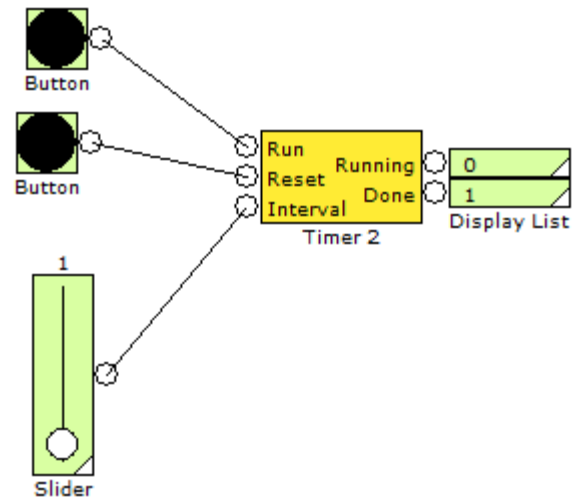 Button
Button
Run
Reset
Interval
Running
Done
Timer 2
0
1
Display List
1
Slider